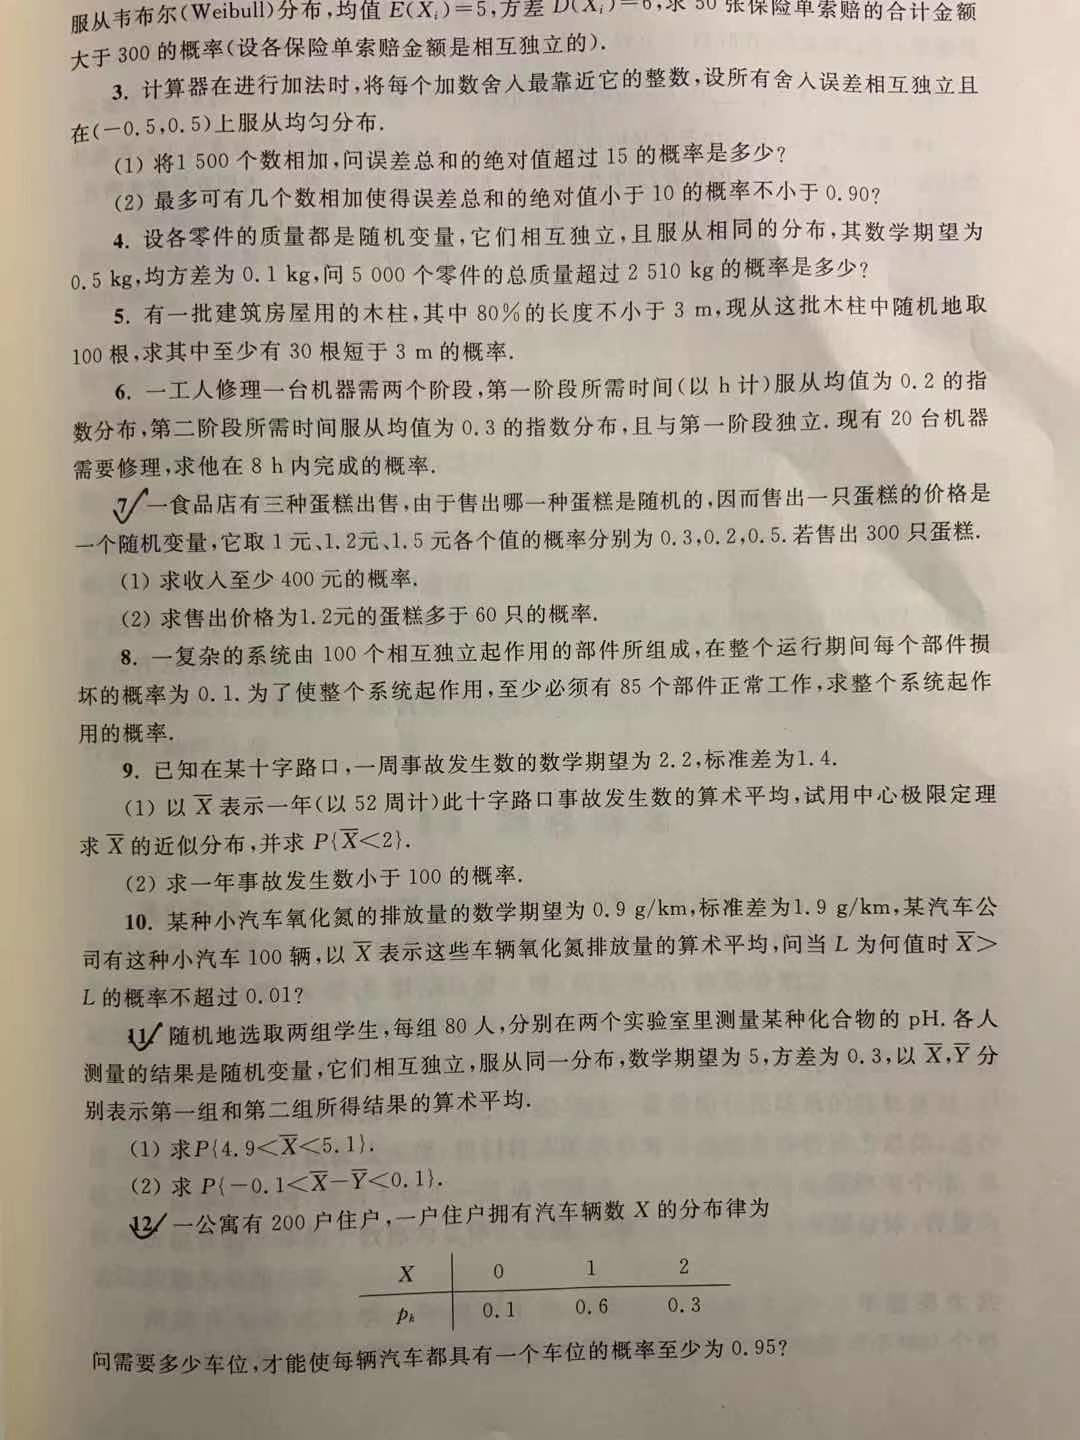 服从韦布尔(Weibull)分布,均值 E(Xᵢ)=5,方差 D(Xᵢ)=6,求 50 张保险单索赔的合计金额
大于 300 的概率(设各保险单索赔金额是相互独立的).
3. 计算器在进行加法时,将每个加数舍入最靠近它的整数,设所有舍入误差相互独立且
在(−0.5,0.5)上服从均匀分布.
(1) 将1 500 个数相加,问误差总和的绝对值超过 15 的概率是多少?
(2) 最多可有几个数相加使得误差总和的绝对值小于 10 的概率不小于 0.90?
4. 设各零件的质量都是随机变量,它们相互独立,且服从相同的分布,其数学期望为
0.5 kg,均方差为 0.1 kg,问 5 000 个零件的总质量超过 2 510 kg 的概率是多少?
5. 有一批建筑房屋用的木柱,其中 80%的长度不小于 3 m,现从这批木柱中随机地取
100 根,求其中至少有 30 根短于 3 m 的概率.
6. 一工人修理一台机器需两个阶段,第一阶段所需时间(以 h 计)服从均值为 0.2 的指
数分布,第二阶段所需时间服从均值为 0.3 的指数分布,且与第一阶段独立. 现有 20 台机器
需要修理,求他在 8 h 内完成的概率.
7 一食品店有三种蛋糕出售,由于售出哪一种蛋糕是随机的,因而售出一只蛋糕的价格是
一个随机变量,它取 1 元、1.2元、1.5 元各个值的概率分别为 0.3,0.2,0.5. 若售出 300 只蛋糕.
(1) 求收入至少 400 元的概率.
(2) 求售出价格为1.2元的蛋糕多于 60 只的概率.
8. 一复杂的系统由 100 个相互独立起作用的部件所组成,在整个运行期间每个部件损
坏的概率为 0.1. 为了使整个系统起作用,至少必须有 85 个部件正常工作,求整个系统起作
用的概率.
9. 已知在某十字路口,一周事故发生数的数学期望为 2.2,标准差为1.4.
(1) 以 X̅ 表示一年(以 52 周计)此十字路口事故发生数的算术平均,试用中心极限定理
求 X̅ 的近似分布,并求 P{X̅<2}.
(2) 求一年事故发生数小于 100 的概率.
10. 某种小汽车氧化氮的排放量的数学期望为 0.9 g/km,标准差为1.9 g/km,某汽车公
司有这种小汽车 100 辆,以 X̅ 表示这些车辆氧化氮排放量的算术平均,问当 L 为何值时 X̅>
L 的概率不超过 0.01?
11. 随机地选取两组学生,每组 80 人,分别在两个实验室里测量某种化合物的 pH. 各人
测量的结果是随机变量,它们相互独立,服从同一分布,数学期望为 5,方差为 0.3,以 X̅,Y̅ 分
别表示第一组和第二组所得结果的算术平均.
(1) 求P{4.9<X̅<5.1}.
(2) 求 P{−0.1<X̅−Y̅<0.1}.
12 一公寓有 200 户住户,一户住户拥有汽车辆数 X 的分布律为
X 0 1 2
pₖ 0.1 0.6 0.3
问需要多少车位,才能使每辆汽车都具有一个车位的概率至少为 0.95?